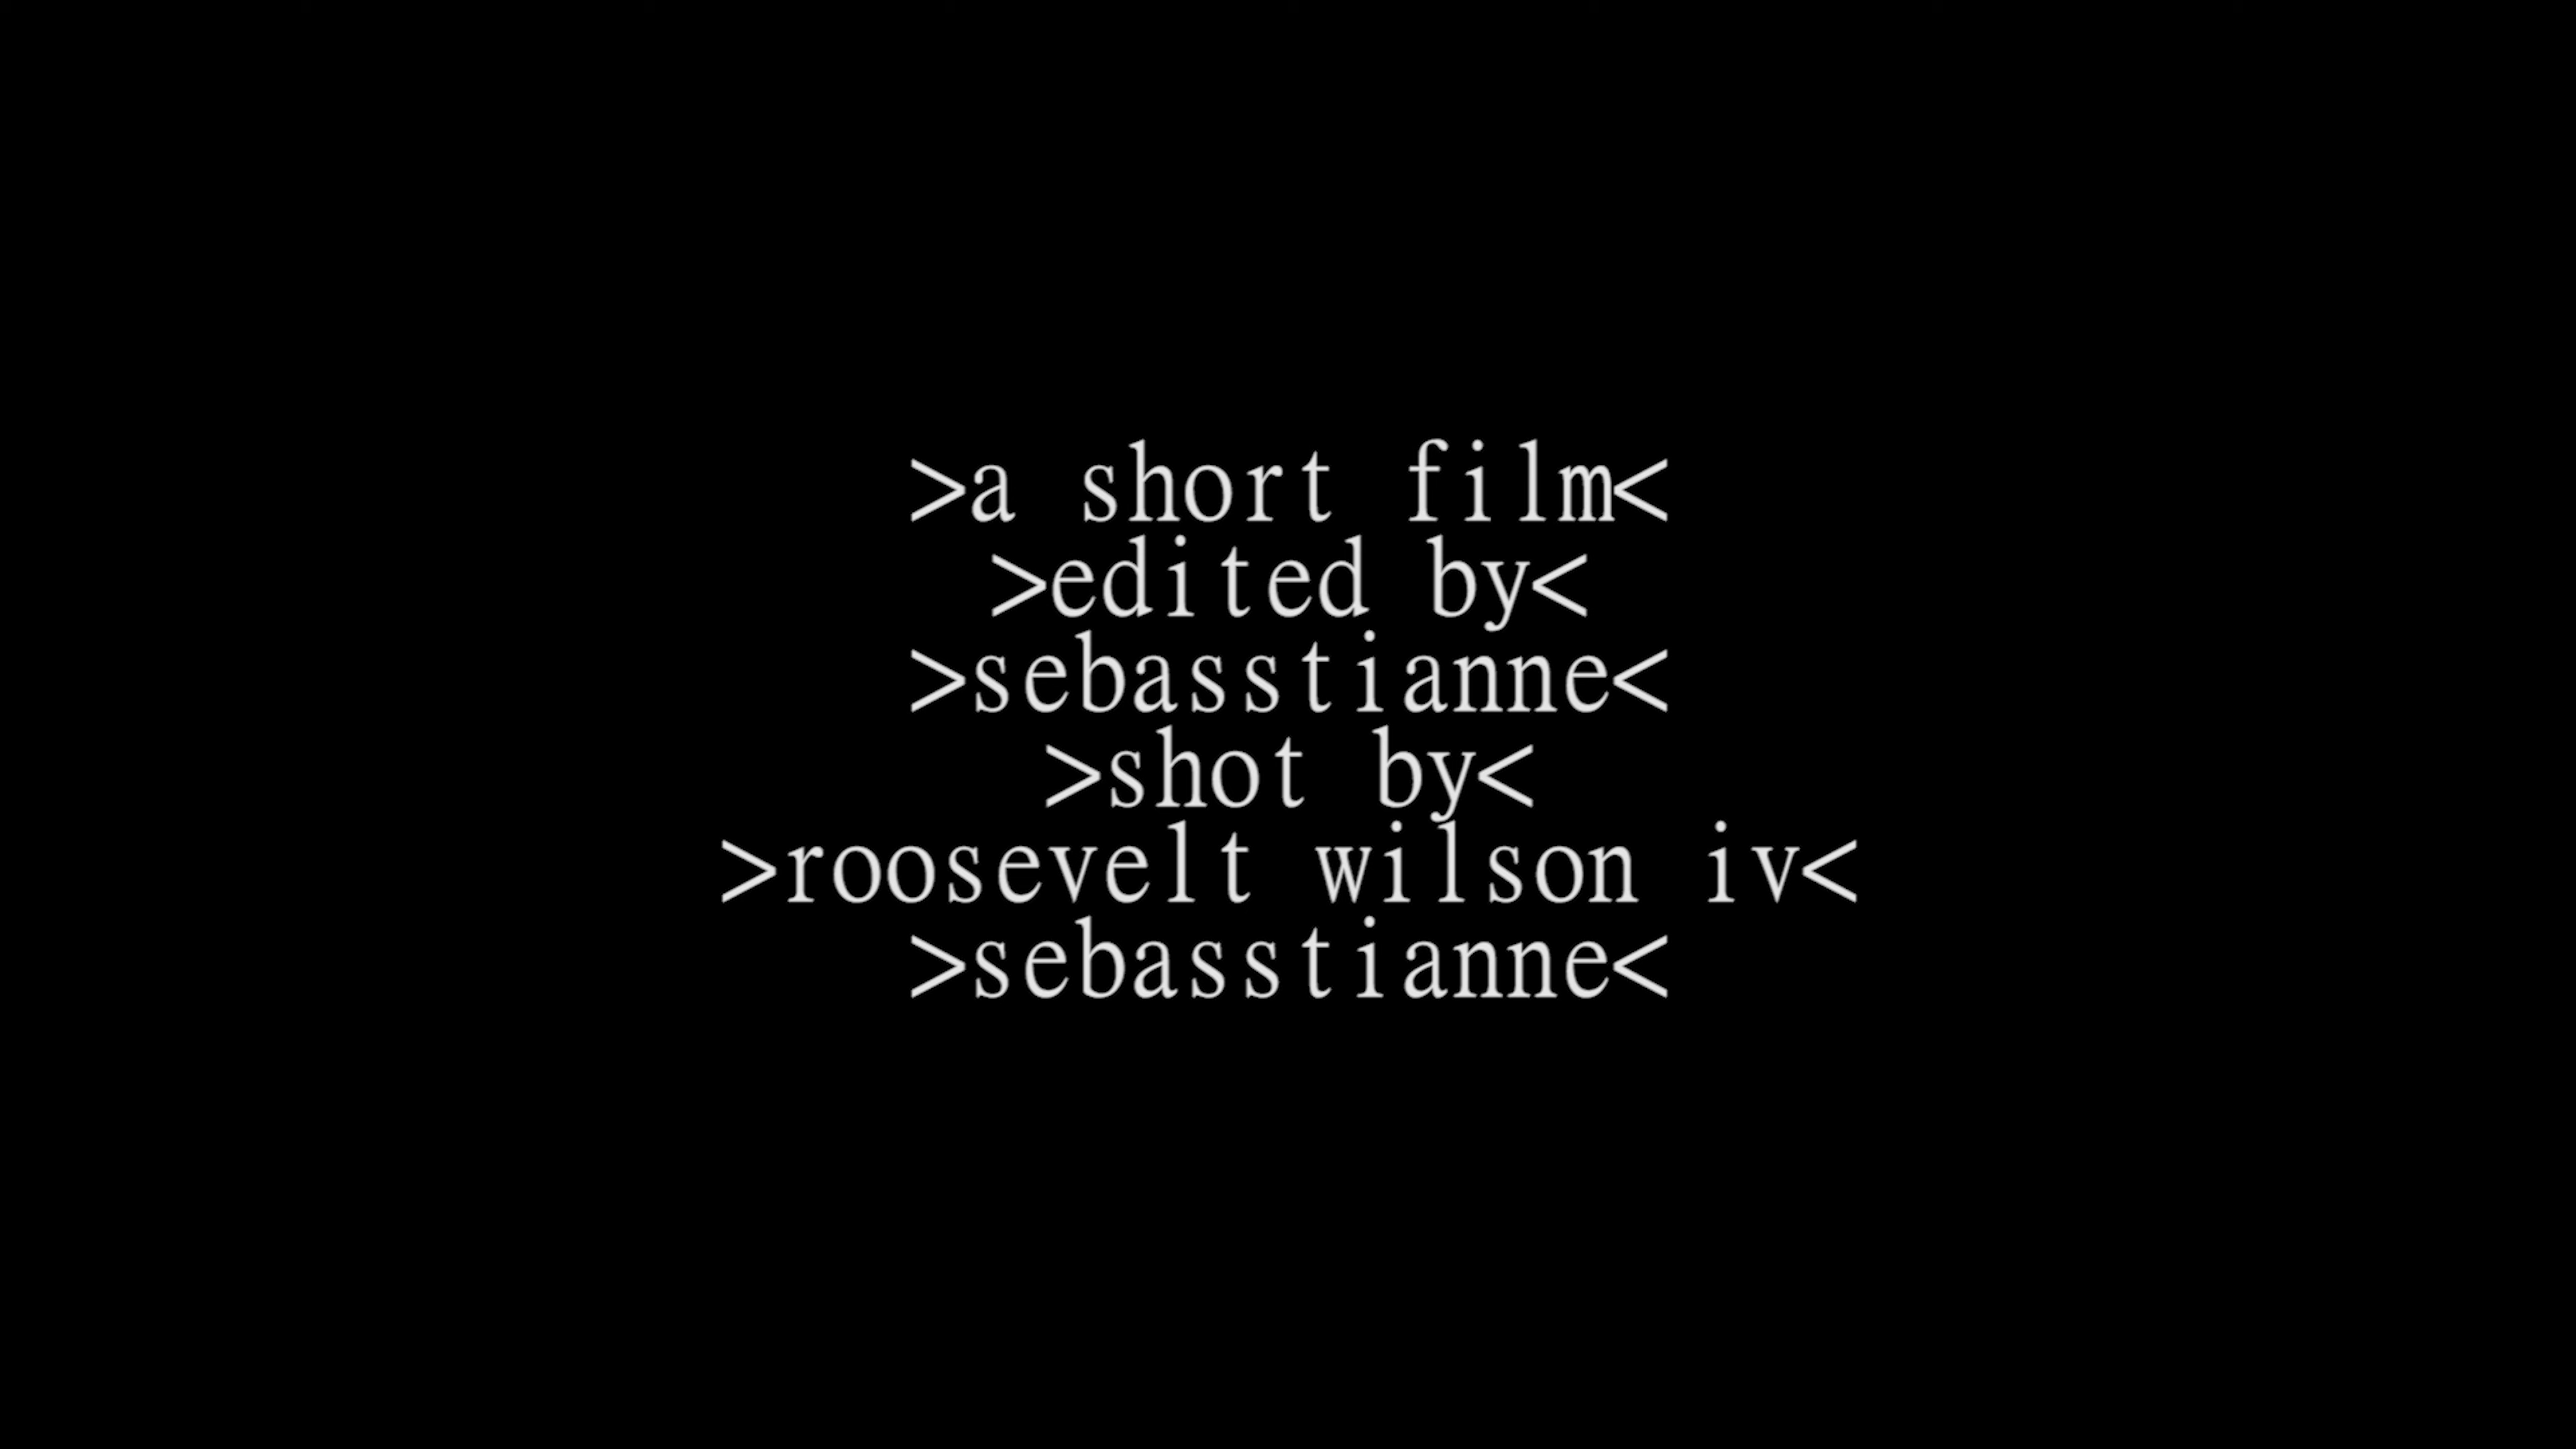 >a short film<
>edited by<
>sebasstianne<
>shot by<
>roosevelt wilson iv<
>sebasstianne<